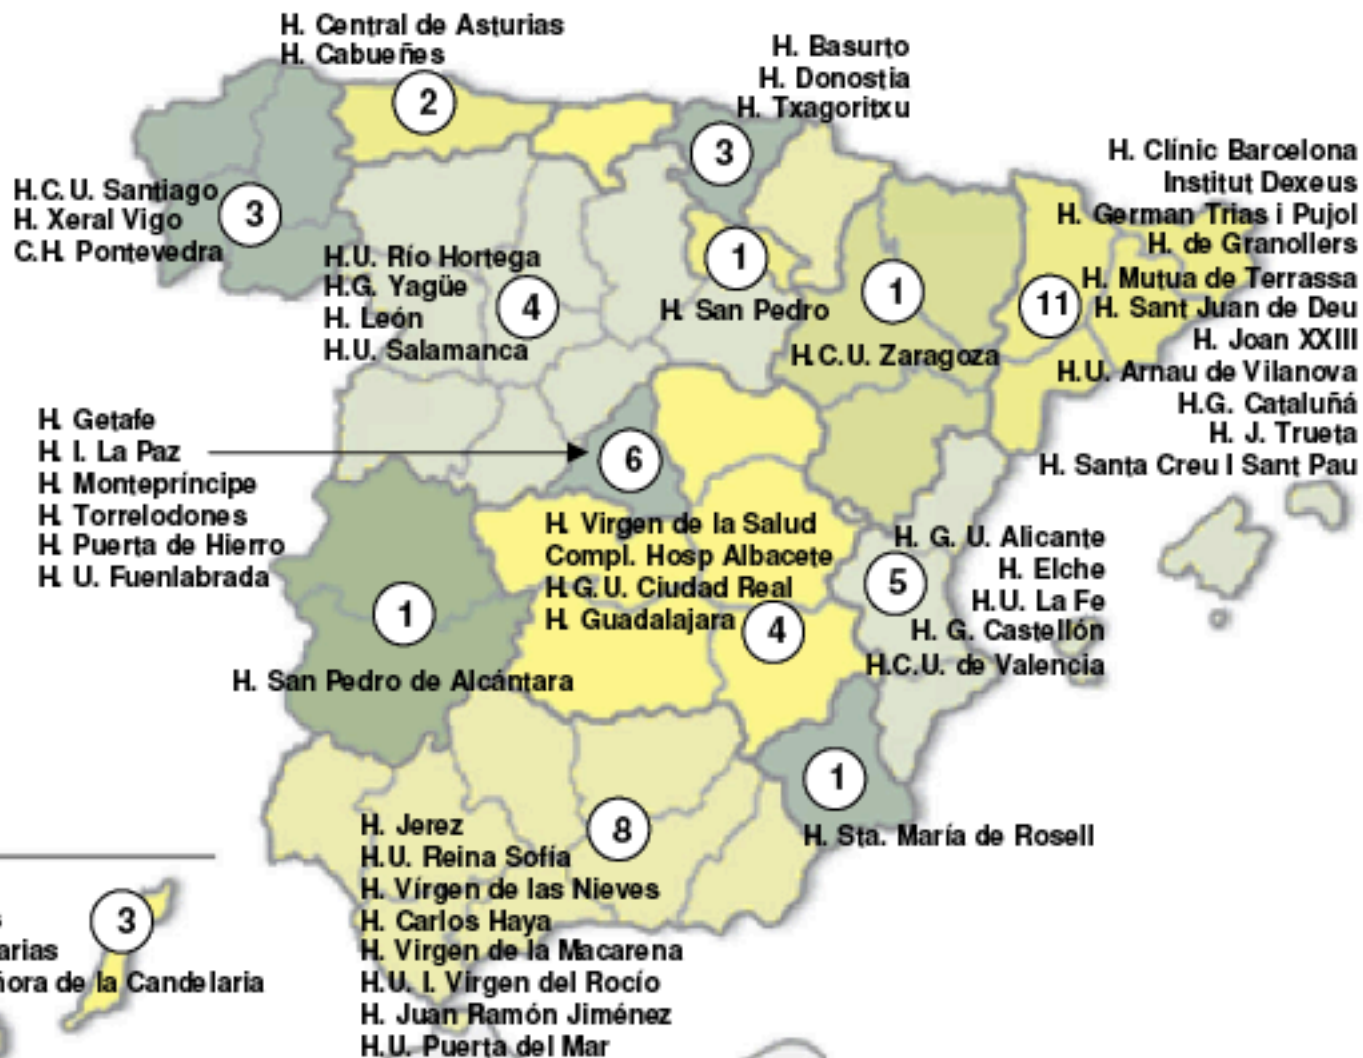 H. Central de Asturias
H. Cabueñes
2
H. Basurto
H. Donostia
H. Txagoritxu
3
H.C.U. Santiago
H. Xeral Vigo
C.H. Pontevedra
3
H.U. Río Hortega
H.G. Yagüe
H. León
H.U. Salamanca
4
1
H. San Pedro
1
H.C.U. Zaragoza
11
H. Clínic Barcelona
Institut Dexeus
H. German Trias i Pujol
H. de Granollers
H. Mutua de Terrassa
H. Sant Juan de Deu
H. Joan XXIII
H.U. Arnau de Vilanova
H.G. Cataluñá
H. J. Trueta
H. Santa Creu I Sant Pau
H. Getafe
H. I. La Paz
H. Montepríncipe
H. Torrelodones
H. Puerta de Hierro
H. U. Fuenlabrada
6
H. Virgen de la Salud
Compl. Hosp Albacete
H.G.U. Ciudad Real
H. Guadalajara
4
H. G. U. Alicante
H. Elche
H.U. La Fe
H. G. Castellón
H.C.U. de Valencia
5
1
H. San Pedro de Alcántara
1
H. Sta. María de Rosell
8
H. Jerez
H.U. Reina Sofía
H. Vírgen de las Nieves
H. Carlos Haya
H. Virgen de la Macarena
H.U. I. Virgen del Rocío
H. Juan Ramón Jiménez
H.U. Puerta del Mar
3
arias
ñora de la Candelaria